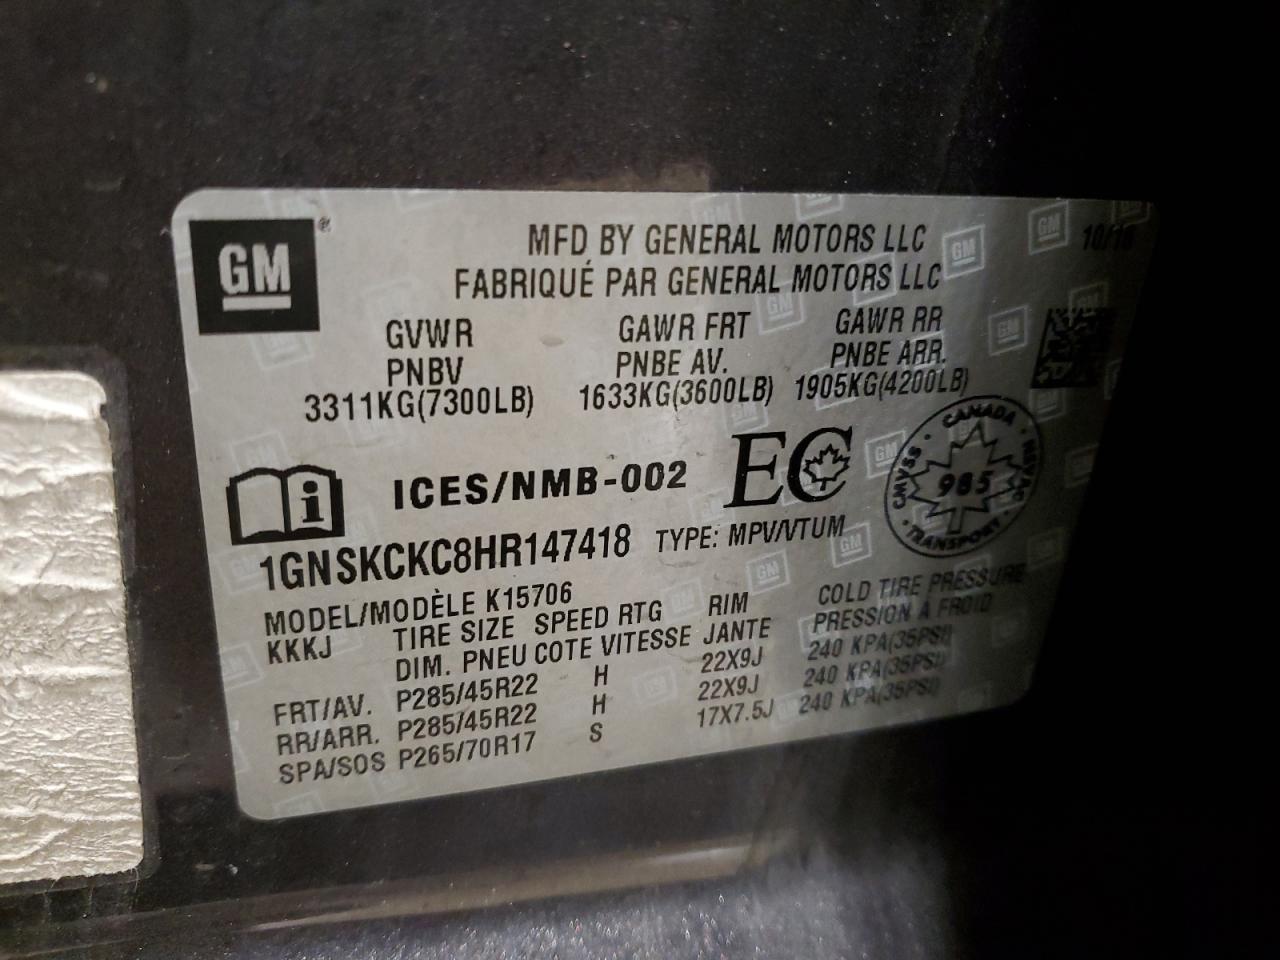 GM ®
MFD BY GENERAL MOTORS LLC
FABRIQUÉ PAR GENERAL MOTORS LLC
10/16
GVWR GAWR FRT GAWR RR
PNBV PNBE AV. PNBE ARR.
3311KG(7300LB) 1633KG(3600LB) 1905KG(4200LB)
i ICES/NMB-002 EC
CANADA MVSA 985 TRANSPORT CMVSS
1GNSKCKC8HR147418 TYPE: MPV/VTUM
MODEL/MODÈLE K15706
KKKJ TIRE SIZE SPEED RTG RIM COLD TIRE PRESSURE
DIM. PNEU COTE VITESSE JANTE PRESSION À FROID
FRT/AV. P285/45R22 H 22X9J 240 KPA(35PSI)
RR/ARR. P285/45R22 H 22X9J 240 KPA(35PSI)
SPA/SOS P265/70R17 S 17X7.5J 240 KPA(35PSI)